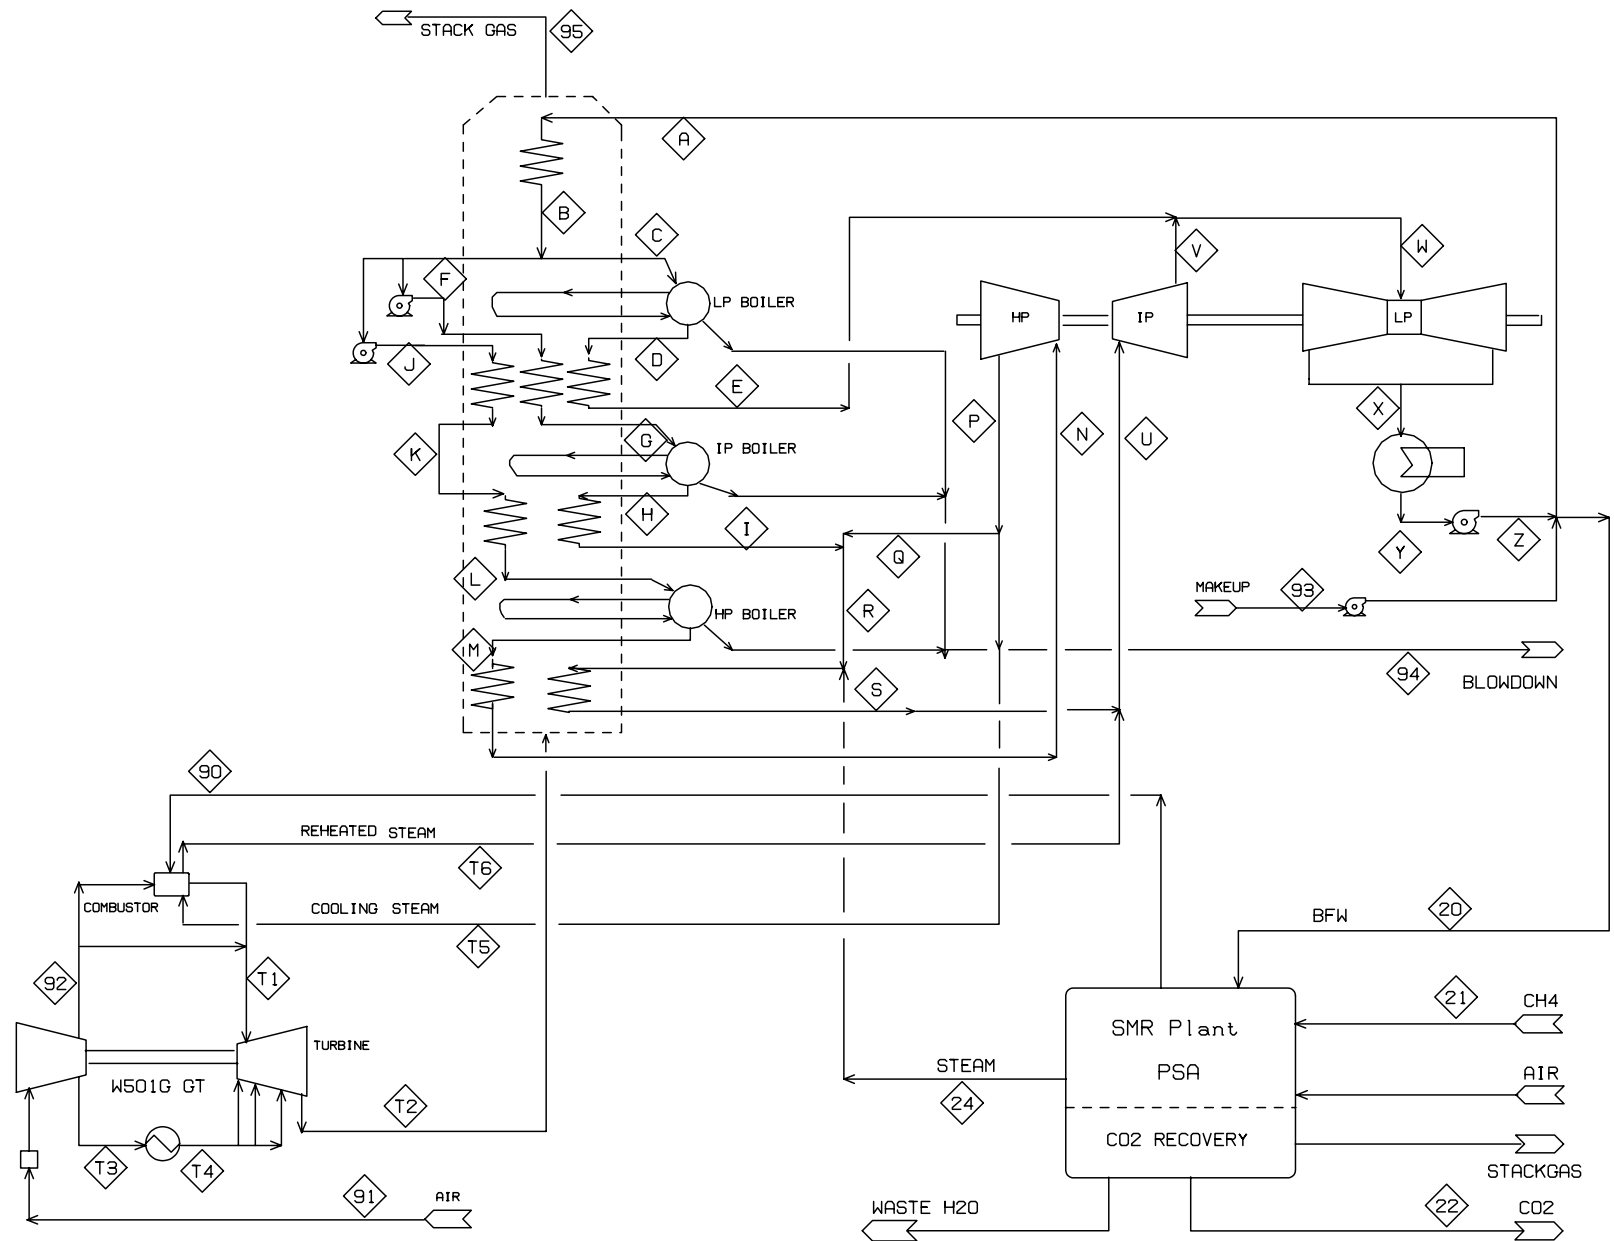 95
STACK GAS
A
B
C
V
W
F
LP BOILER
HP
IP
LP
J
D
E
X
P
N
U
G
K
IP BOILER
H
I
Q
Y
Z
L
MAKEUP
93
R
HP BOILER
M
94
S
BLOWDOWN
90
REHEATED STEAM
T6
COMBUSTOR
COOLING STEAM
T5
BFW
20
92
T1
21
CH4
SMR Plant
TURBINE
STEAM
PSA
AIR
W501G GT
24
T2
CO2 RECOVERY
T3
T4
STACKGAS
91
AIR
WASTE H2O
22
CO2